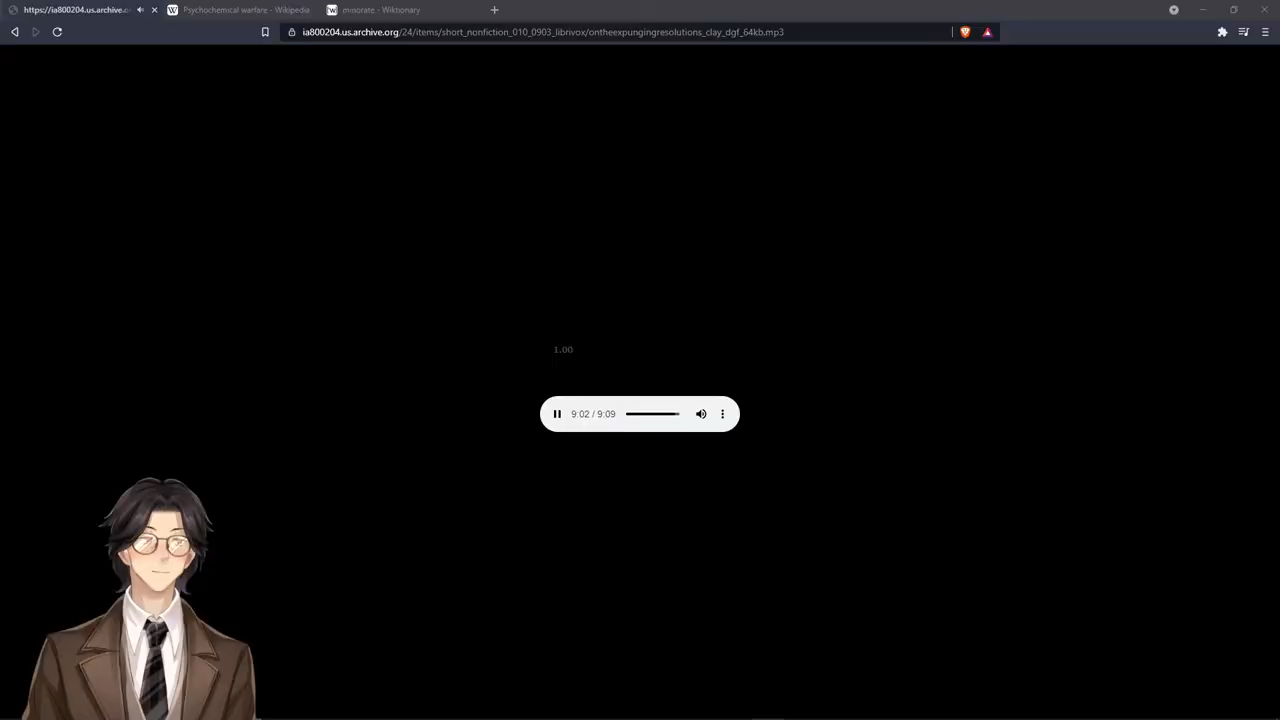 https://ia800204.us.archive.o
Psychochemical warfare - Wikipedia
- Wiktionary
ia800204.us.archive.org/24/items/short_nonfiction_010_0903_librivox/ontheexpungingresolutions_clay_dgf_64kb.mp3
1.00
9:02 / 9:09